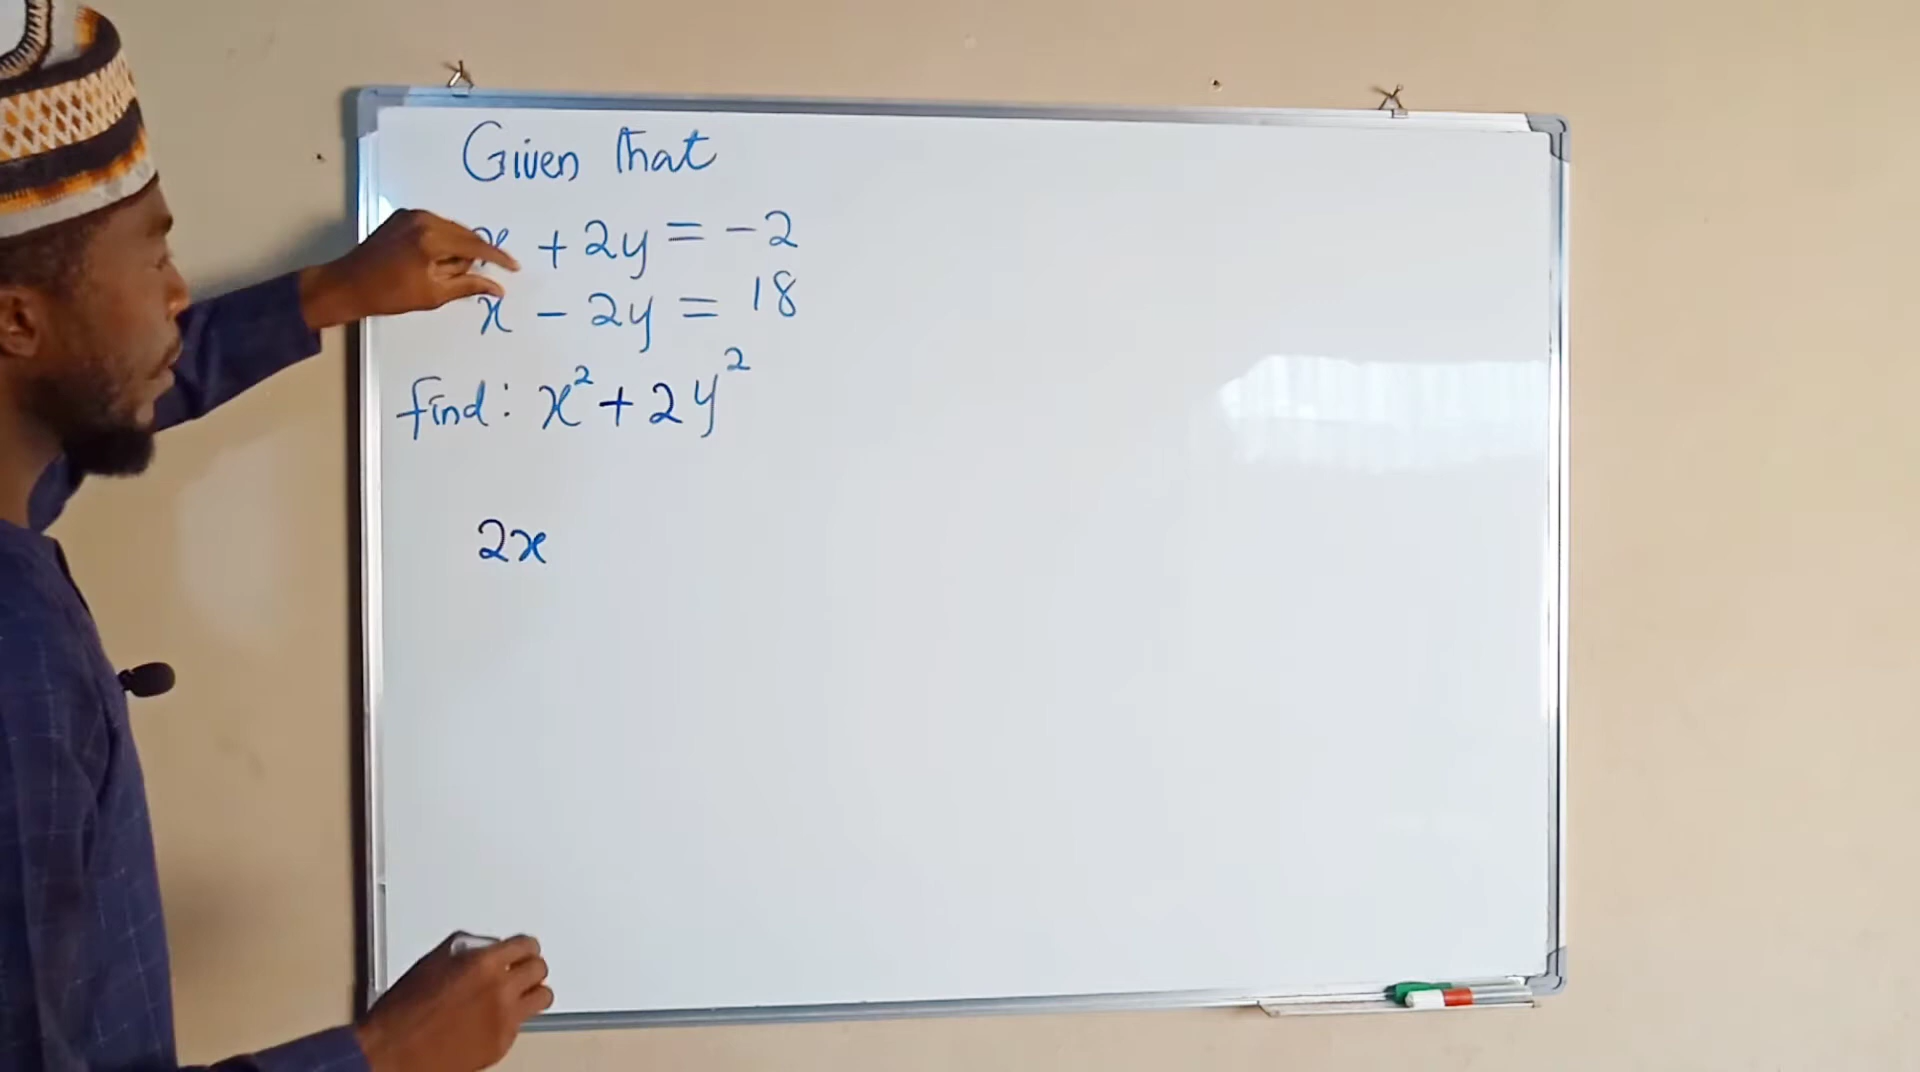 Given that
x + 2y = -2
x - 2y = 18
find: x² + 2y²
2x